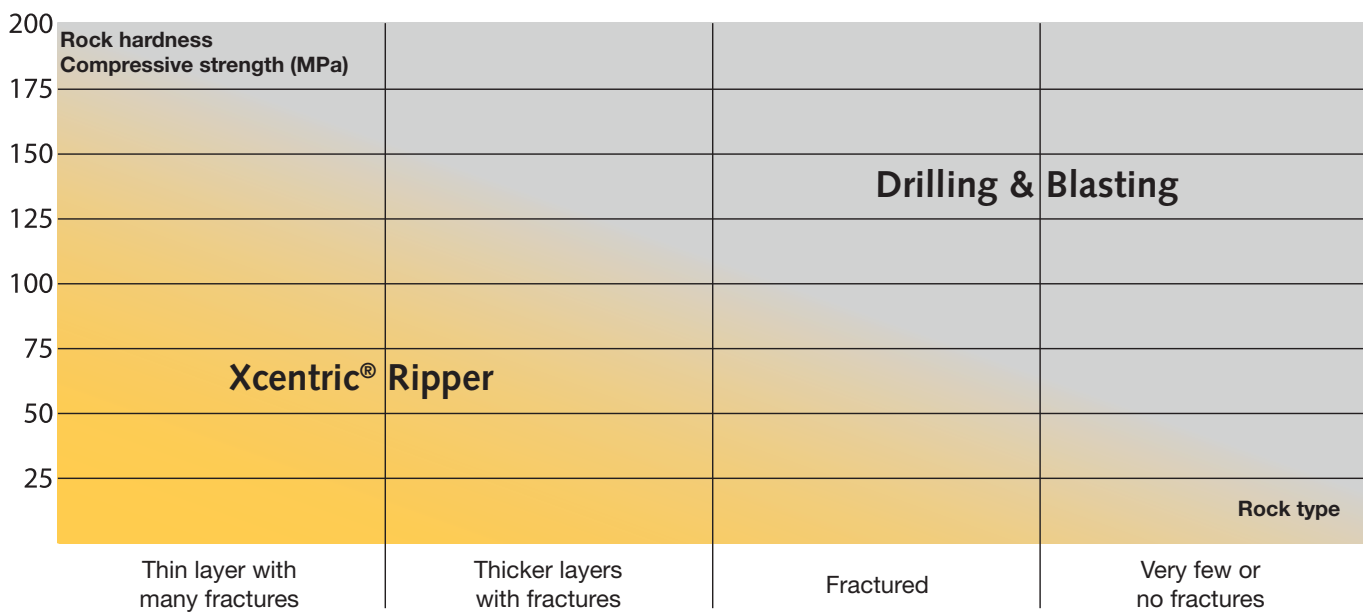 200
Rock hardness
Compressive strength (MPa)
175
150
Drilling & Blasting
125
100
75
Xcentric® Ripper
50
25
Rock type
Thin layer with
many fractures
Thicker layers
with fractures
Fractured
Very few or
no fractures